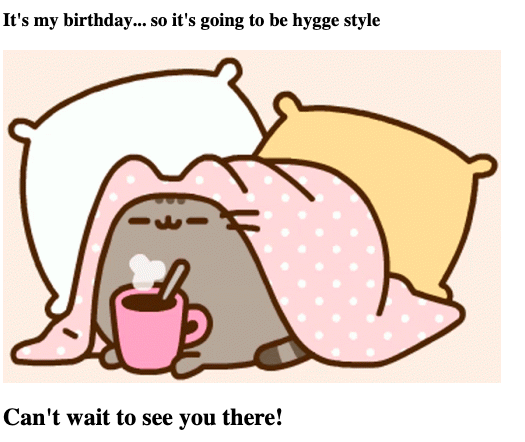 It's my birthday... so it's going to be hygge style
Can't wait to see you there!